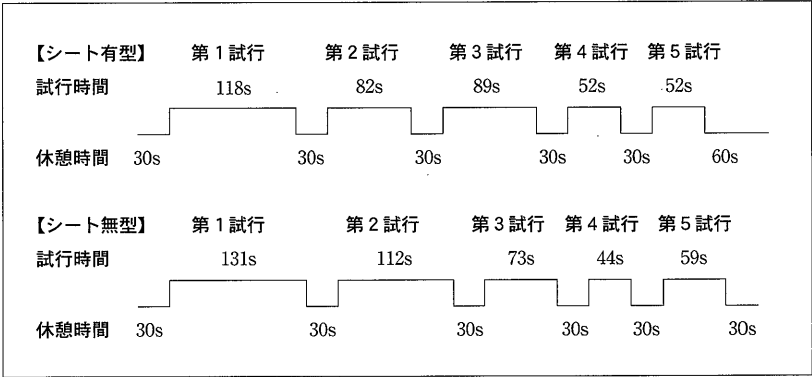 【シート有型】 第1試行 第2試行 第3試行 第4試行 第5試行
試行時間 118s 82s 89s 52s 52s
休憩時間 30s 30s 30s 30s 30s 60s
【シート無型】 第1試行 第2試行 第3試行 第4試行 第5試行
試行時間 131s 112s 73s 44s 59s
休憩時間 30s 30s 30s 30s 30s 30s